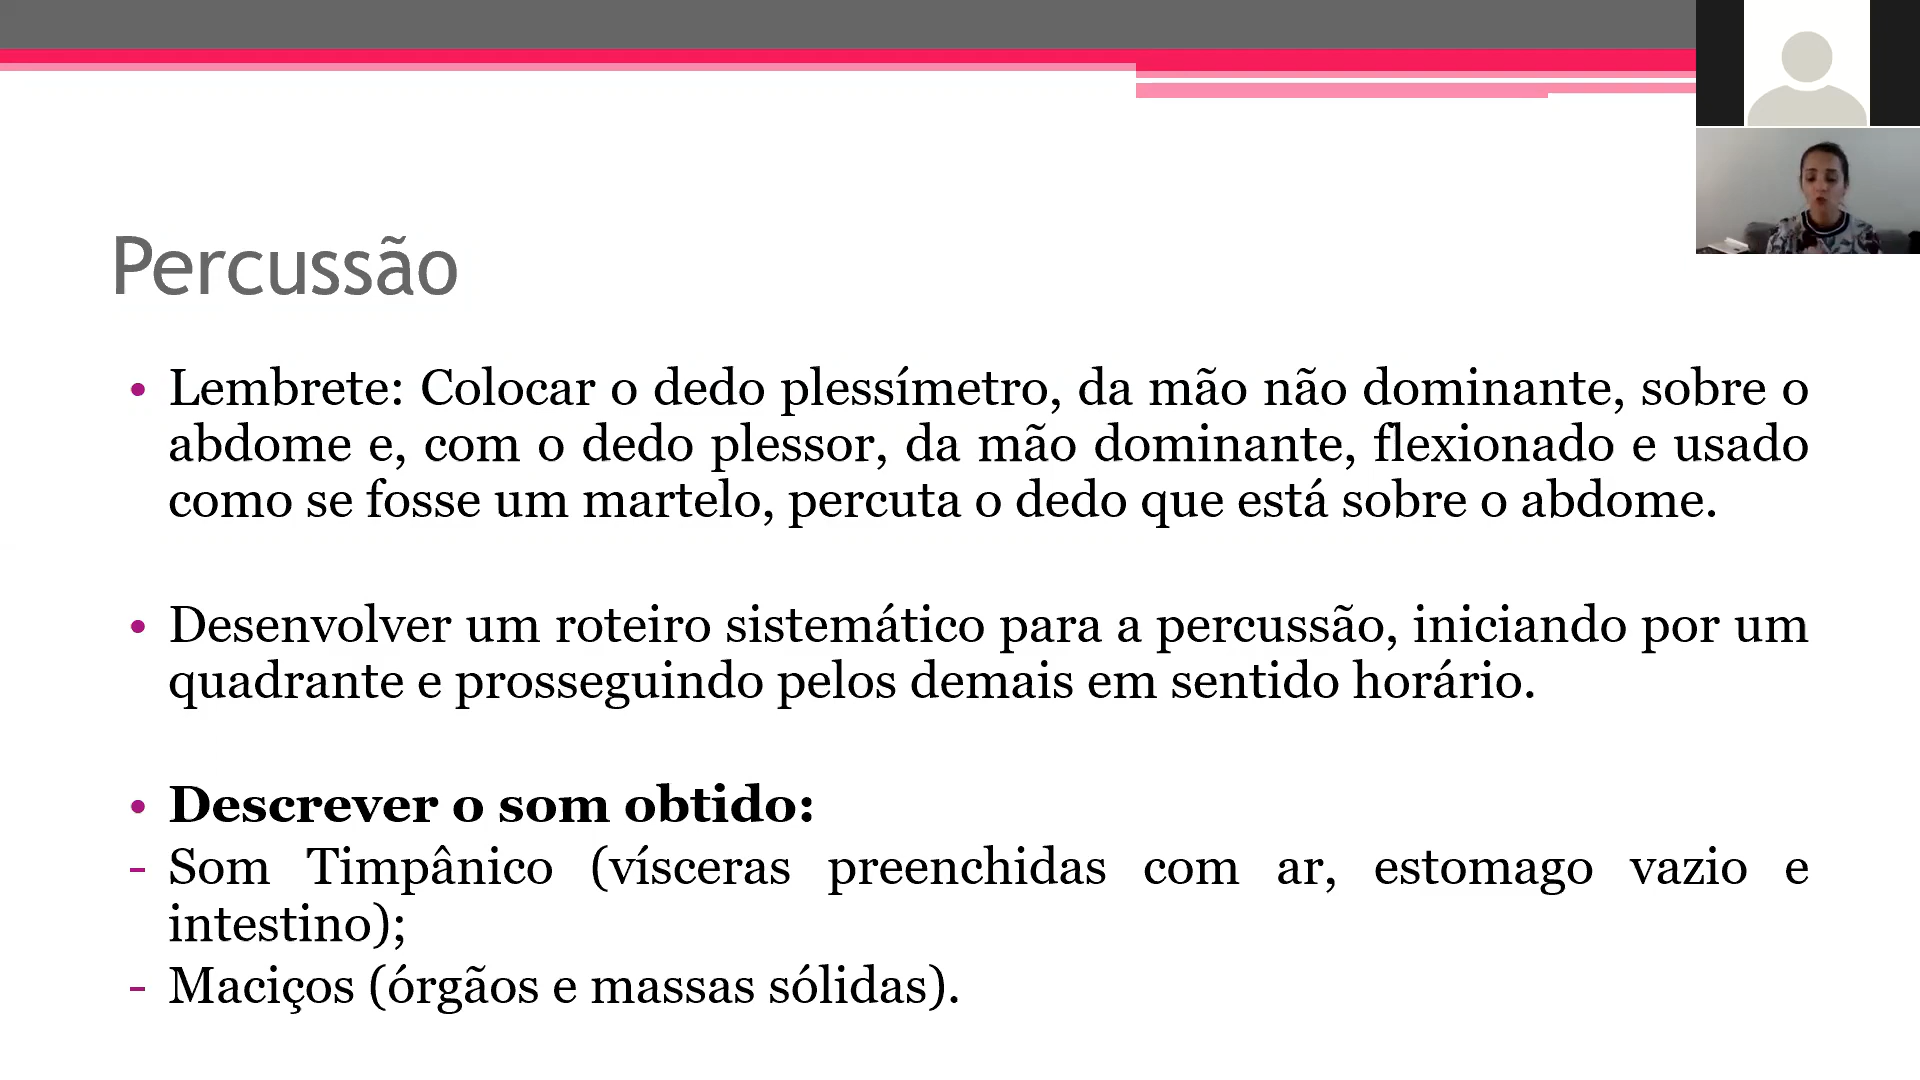 Percussão
• Lembrete: Colocar o dedo plessímetro, da mão não dominante, sobre o
abdome e, com o dedo plessor, da mão dominante, flexionado e usado
como se fosse um martelo, percuta o dedo que está sobre o abdome.
• Desenvolver um roteiro sistemático para a percussão, iniciando por um
quadrante e prosseguindo pelos demais em sentido horário.
• Descrever o som obtido:
- Som Timpânico (vísceras preenchidas com ar, estomago vazio e
intestino);
- Maciços (órgãos e massas sólidas).